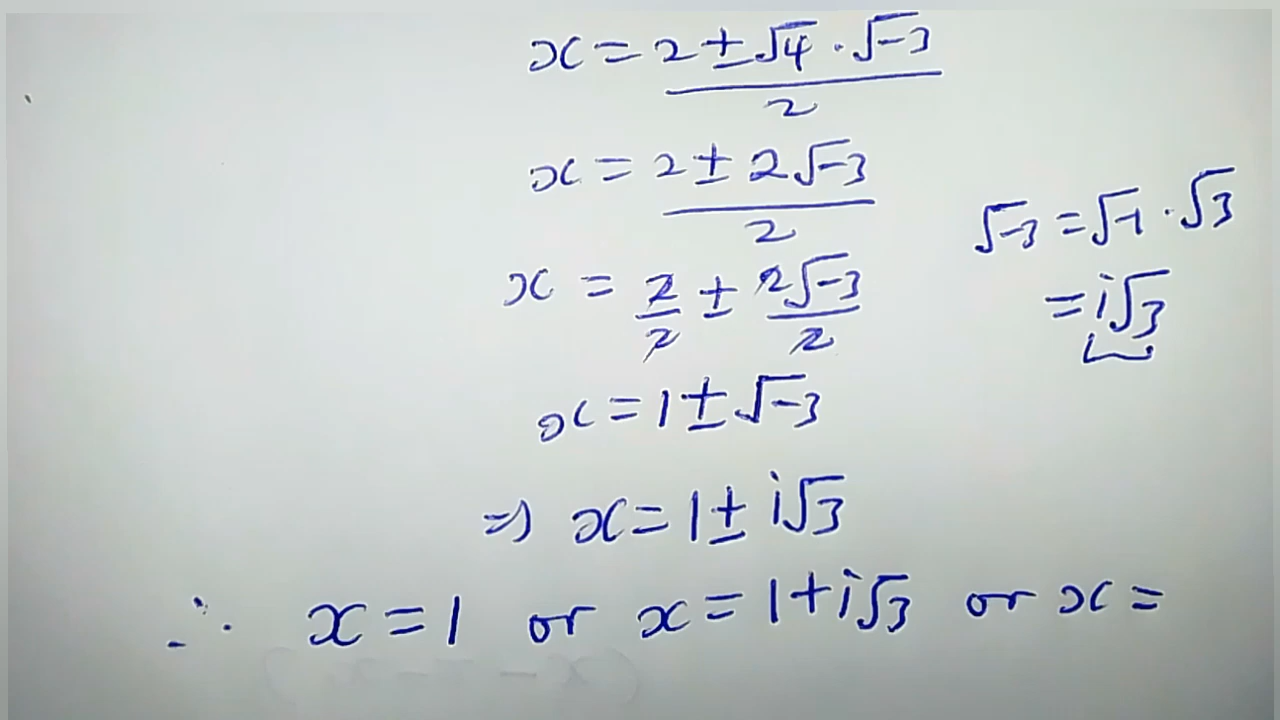 x = 2 ± √4 · √-3 / 2
x = 2 ± 2√-3 / 2
√-3 = √-1 · √3
x = 2/2 ± 2√-3 / 2
= i√3
x = 1 ± √-3
⇒ x = 1 ± i√3
∴ x = 1 or x = 1 + i√3 or x =